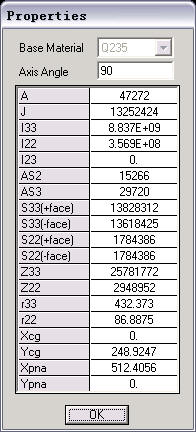 Properties
Base Material Q235
Axis Angle 90
A 47272
J 13252424
I33 8.837E+09
I22 3.569E+08
I23 0.
AS2 15266
AS3 29720
S33(+face) 13828312
S33(-face) 13618425
S22(+face) 1784386
S22(-face) 1784386
Z33 25781772
Z22 2948952
r33 432.373
r22 86.8875
Xcg 0.
Ycg 248.9247
Xpna 512.4056
Ypna 0.
OK